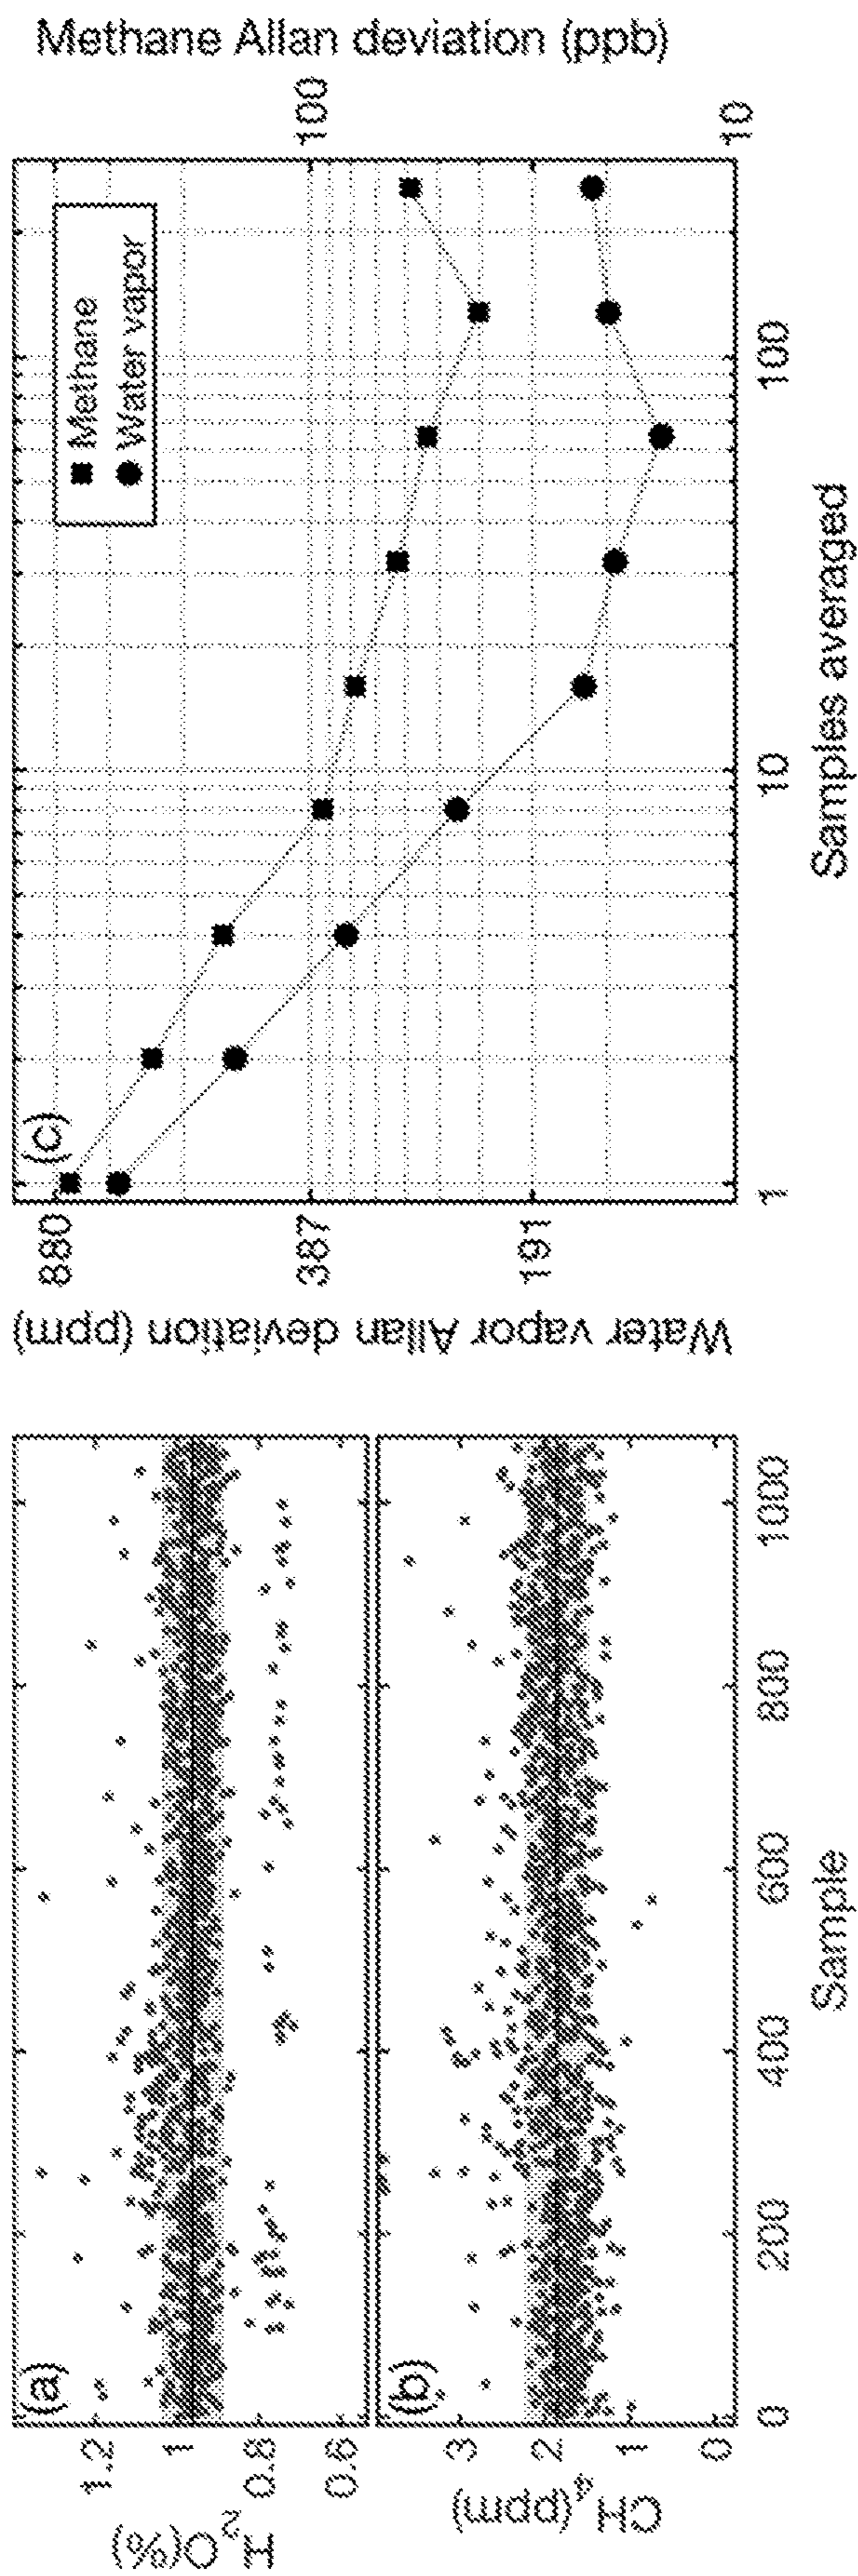 (a)
1.2
1
0.8
0.6
H2O(%)
(b)
3
2
1
0
CH4(ppm)
0
200
400
600
800
1000
Sample
(c)
880
387
191
Water vapor Allan deviation (ppm)
Methane
Water vapor
100
10
Methane Allan deviation (ppb)
1
10
100
Samples averaged